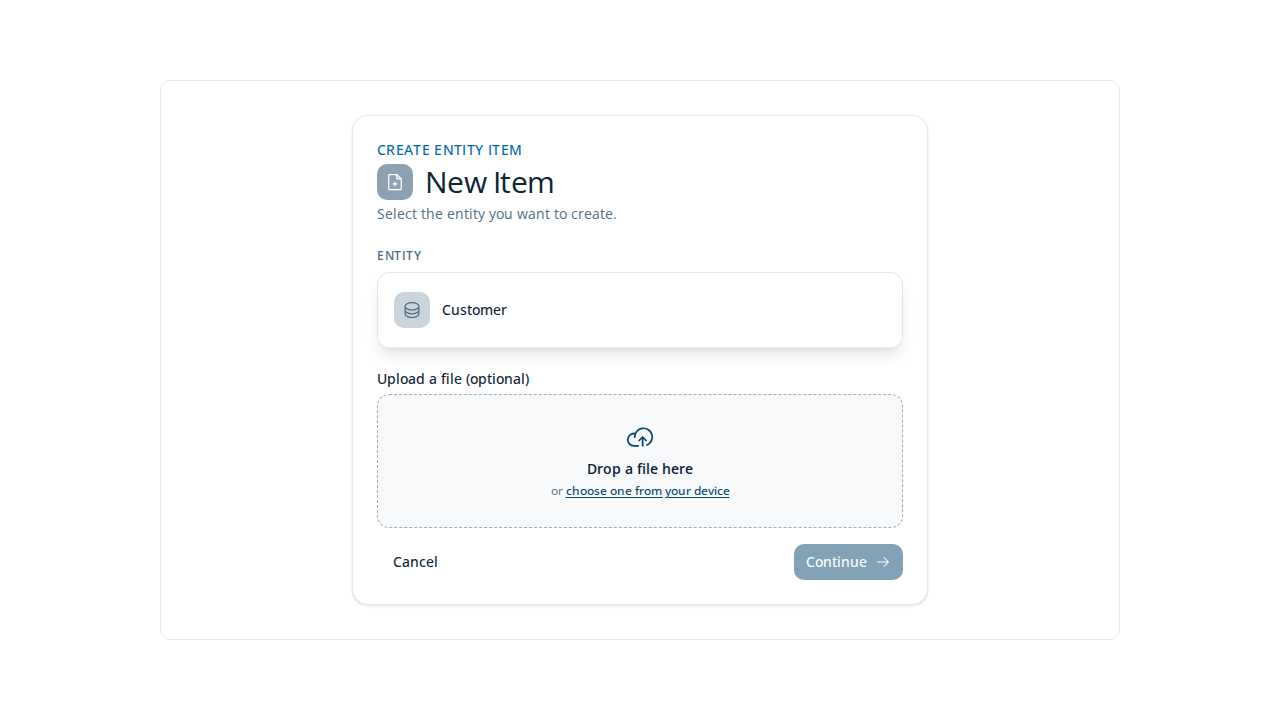 CREATE ENTITY ITEM
New Item
Select the entity you want to create.
ENTITY
Customer
Upload a file (optional)
Drop a file here
or choose one from your device
Cancel
Continue